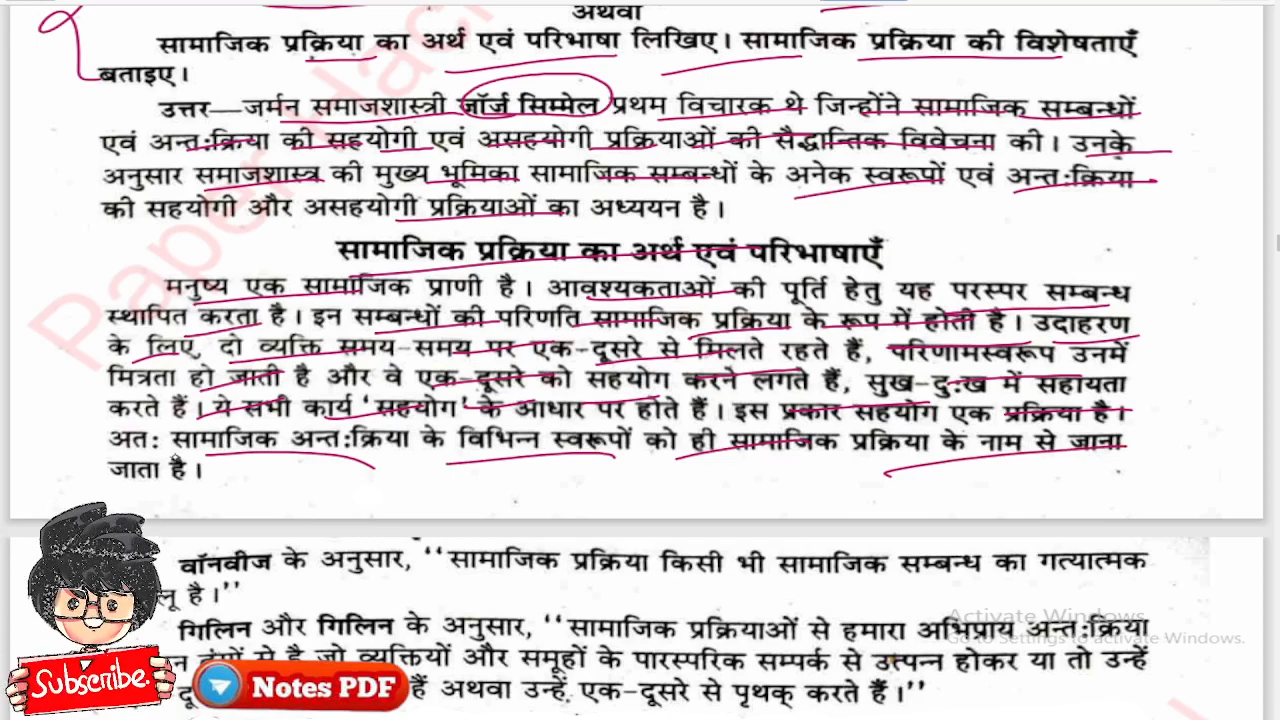 अथवा
सामाजिक प्रक्रिया का अर्थ एवं परिभाषा लिखिए। सामाजिक प्रक्रिया की विशेषताएँ
बताइए।
उत्तर—जर्मन समाजशास्त्री जॉर्ज सिम्मेल प्रथम विचारक थे जिन्होंने सामाजिक सम्बन्धों
एवं अन्तःक्रिया की सहयोगी एवं असहयोगी प्रक्रियाओं की सैद्धान्तिक विवेचना की। उनके
अनुसार समाजशास्त्र की मुख्य भूमिका सामाजिक सम्बन्धों के अनेक स्वरूपों एवं अन्तःक्रिया
की सहयोगी और असहयोगी प्रक्रियाओं का अध्ययन है।
सामाजिक प्रक्रिया का अर्थ एवं परिभाषाएँ
मनुष्य एक सामाजिक प्राणी है। आवश्यकताओं की पूर्ति हेतु यह परस्पर सम्बन्ध
स्थापित करता है। इन सम्बन्धों की परिणति सामाजिक प्रक्रिया के रूप में होती है। उदाहरण
के लिए, दो व्यक्ति समय-समय पर एक-दूसरे से मिलते रहते हैं, परिणामस्वरूप उनमें
मित्रता हो जाती है और वे एक-दूसरे को सहयोग करने लगते हैं, सुख-दुःख में सहायता
करते हैं। ये सभी कार्य 'सहयोग' के आधार पर होते हैं। इस प्रकार सहयोग एक प्रक्रिया है।
अतः सामाजिक अन्तःक्रिया के विभिन्न स्वरूपों को ही सामाजिक प्रक्रिया के नाम से जाना
जाता है।
वॉनवीज के अनुसार, ‘‘सामाजिक प्रक्रिया किसी भी सामाजिक सम्बन्ध का गत्यात्मक
है।’’
गिलिन और गिलिन के अनुसार, ‘‘सामाजिक प्रक्रियाओं से हमारा अभिप्राय अन्तःक्रिया
है जो व्यक्तियों और समूहों के पारस्परिक सम्पर्क से उत्पन्न होकर या तो उन्हें
हैं अथवा उन्हें एक-दूसरे से पृथक् करते हैं।’’
Activate Windows
Go to Settings to activate Windows.
Subscribe.
Notes PDF